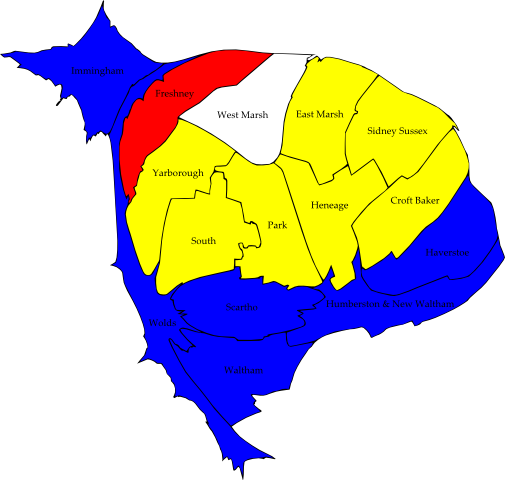 Immingham
Freshney
West Marsh
East Marsh
Sidney Sussex
Yarborough
Croft Baker
Heneage
Park
South
Haverstoe
Scartho
Humberston & New Waltham
Wolds
Waltham